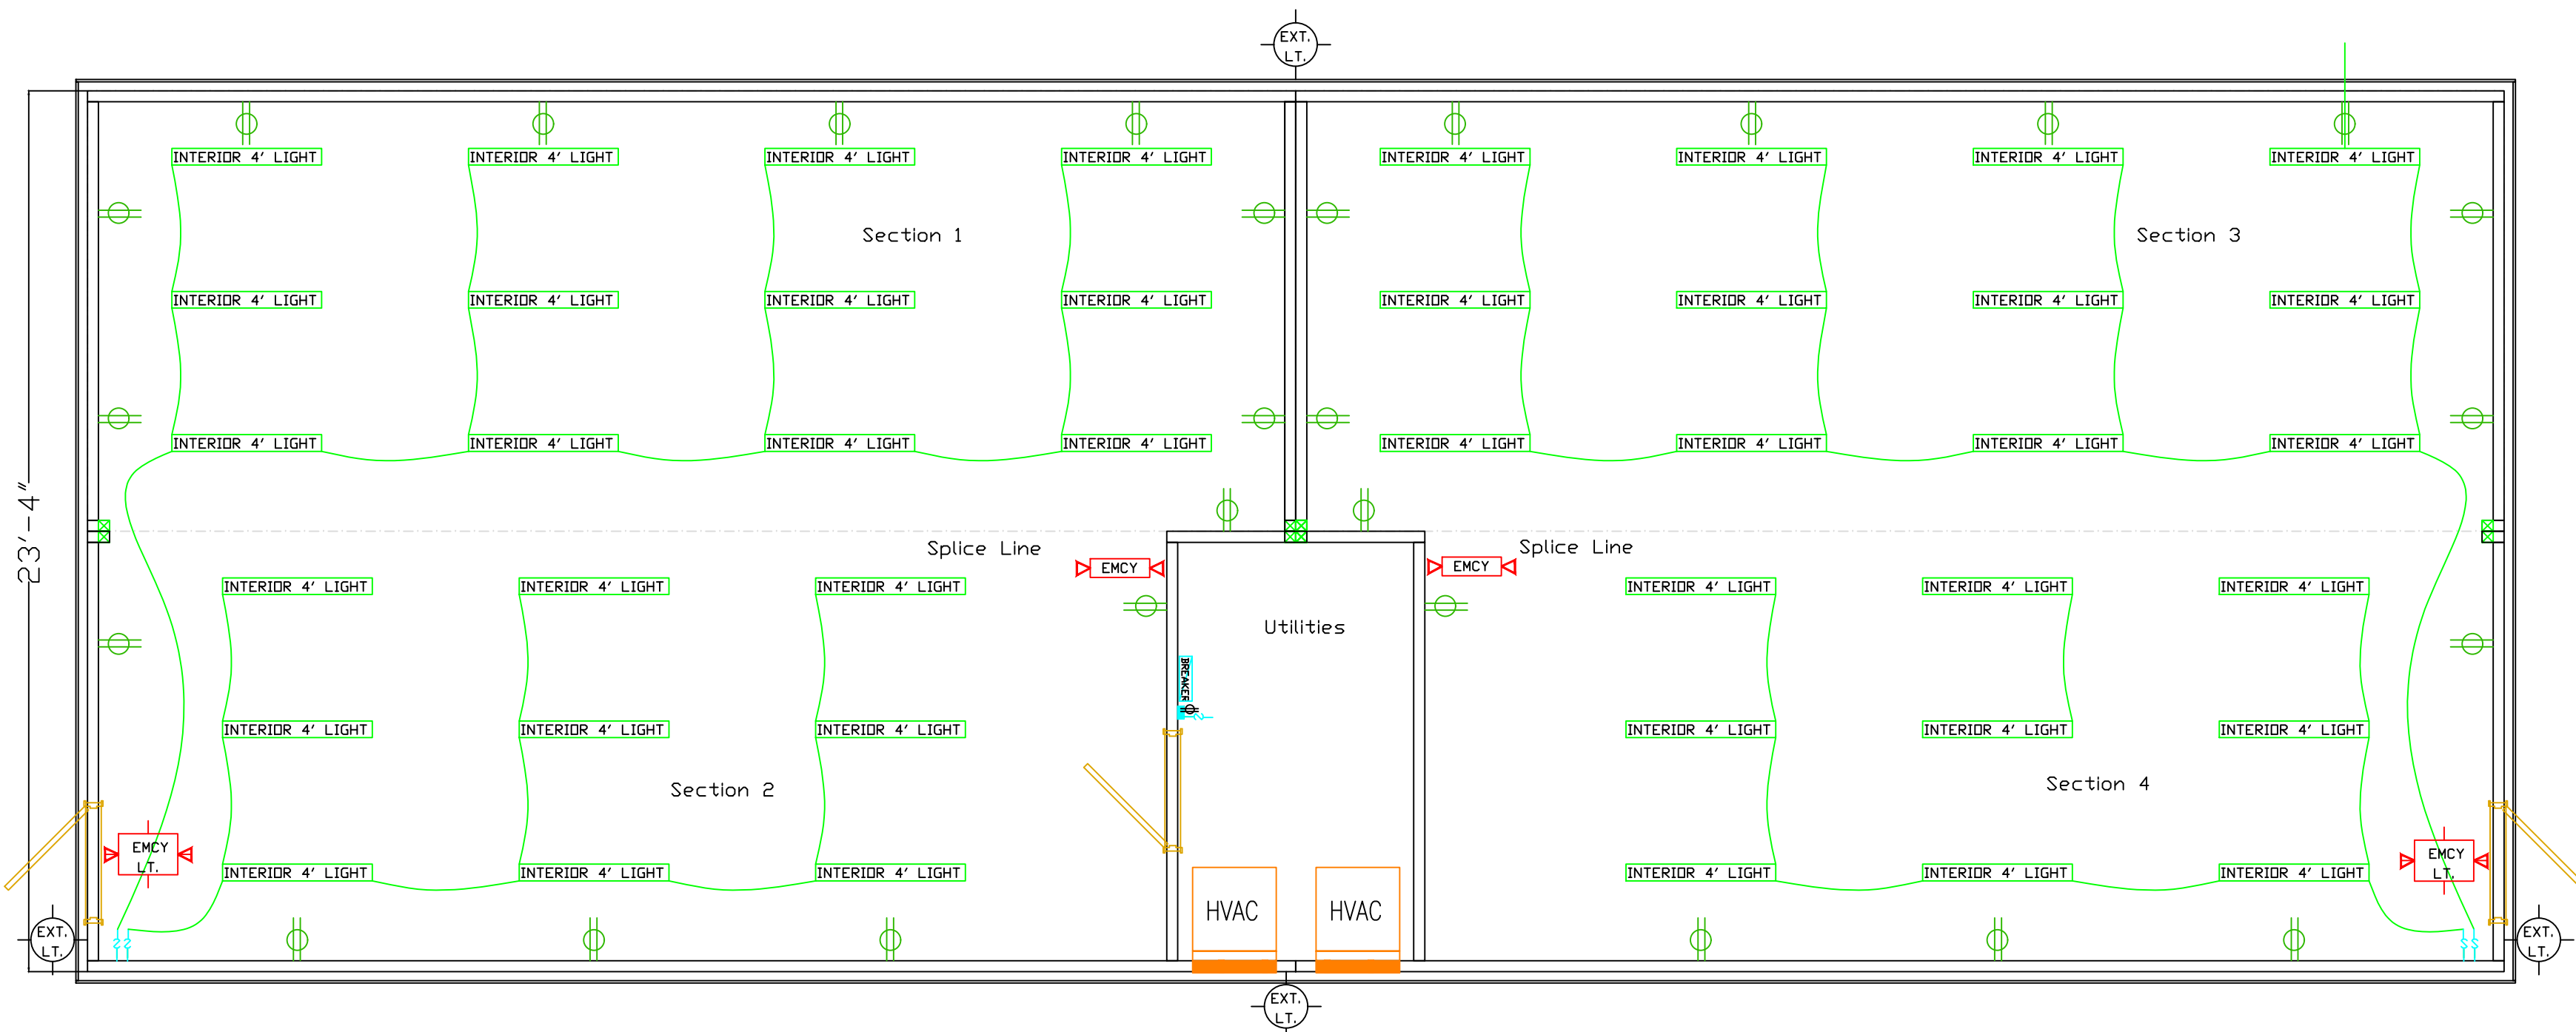 EXT.
LT.
INTERIOR 4' LIGHT INTERIOR 4' LIGHT INTERIOR 4' LIGHT INTERIOR 4' LIGHT INTERIOR 4' LIGHT INTERIOR 4' LIGHT INTERIOR 4' LIGHT INTERIOR 4' LIGHT
Section 1 Section 3
INTERIOR 4' LIGHT INTERIOR 4' LIGHT INTERIOR 4' LIGHT INTERIOR 4' LIGHT INTERIOR 4' LIGHT INTERIOR 4' LIGHT INTERIOR 4' LIGHT INTERIOR 4' LIGHT
INTERIOR 4' LIGHT INTERIOR 4' LIGHT INTERIOR 4' LIGHT INTERIOR 4' LIGHT INTERIOR 4' LIGHT INTERIOR 4' LIGHT INTERIOR 4' LIGHT INTERIOR 4' LIGHT
23'-4"
Splice Line Splice Line
EMCY EMCY
INTERIOR 4' LIGHT INTERIOR 4' LIGHT INTERIOR 4' LIGHT INTERIOR 4' LIGHT INTERIOR 4' LIGHT INTERIOR 4' LIGHT
Utilities
BREAKER
INTERIOR 4' LIGHT INTERIOR 4' LIGHT INTERIOR 4' LIGHT INTERIOR 4' LIGHT INTERIOR 4' LIGHT INTERIOR 4' LIGHT
Section 2 Section 4
EMCY
LT.
EMCY
LT.
INTERIOR 4' LIGHT INTERIOR 4' LIGHT INTERIOR 4' LIGHT INTERIOR 4' LIGHT INTERIOR 4' LIGHT INTERIOR 4' LIGHT
HVAC HVAC
EXT.
LT.
EXT.
LT.
EXT.
LT.